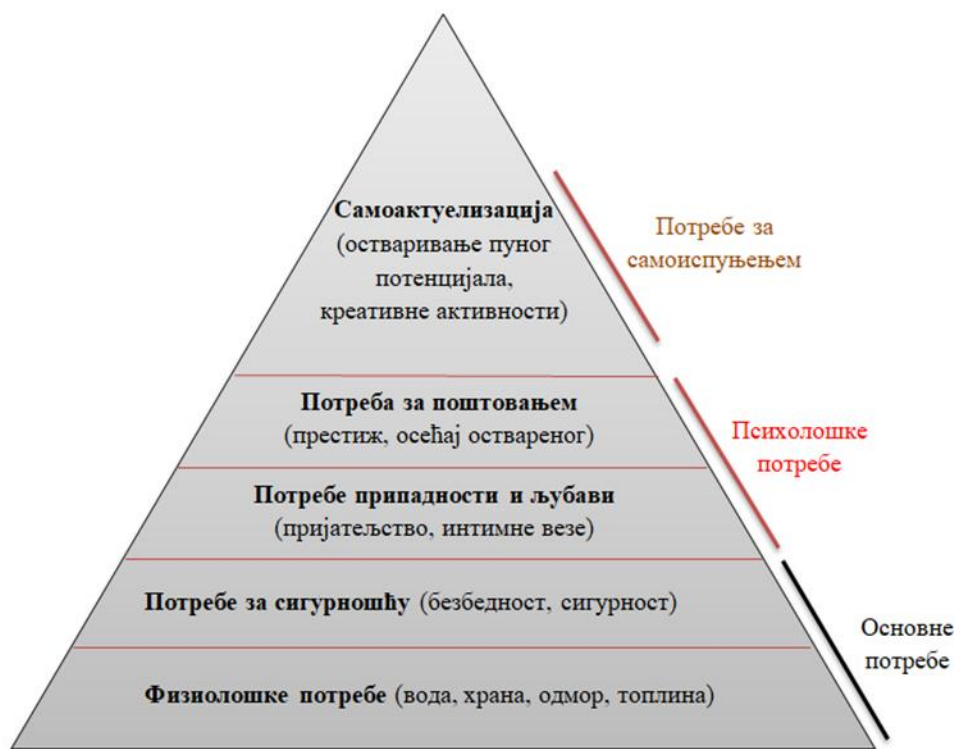 Самоактуелизација
(остваривање пуног
потенцијала,
креативне активности)
Потребе за
самоиспуњењем
Потреба за поштовањем
(престиж, осећај оствареног)
Психолошке
потребе
Потребе припадности и љубави
(пријатељство, интимне везе)
Потребе за сигурношћу (безбедност, сигурност)
Основне
потребе
Физиолошке потребе (вода, храна, одмор, топлина)